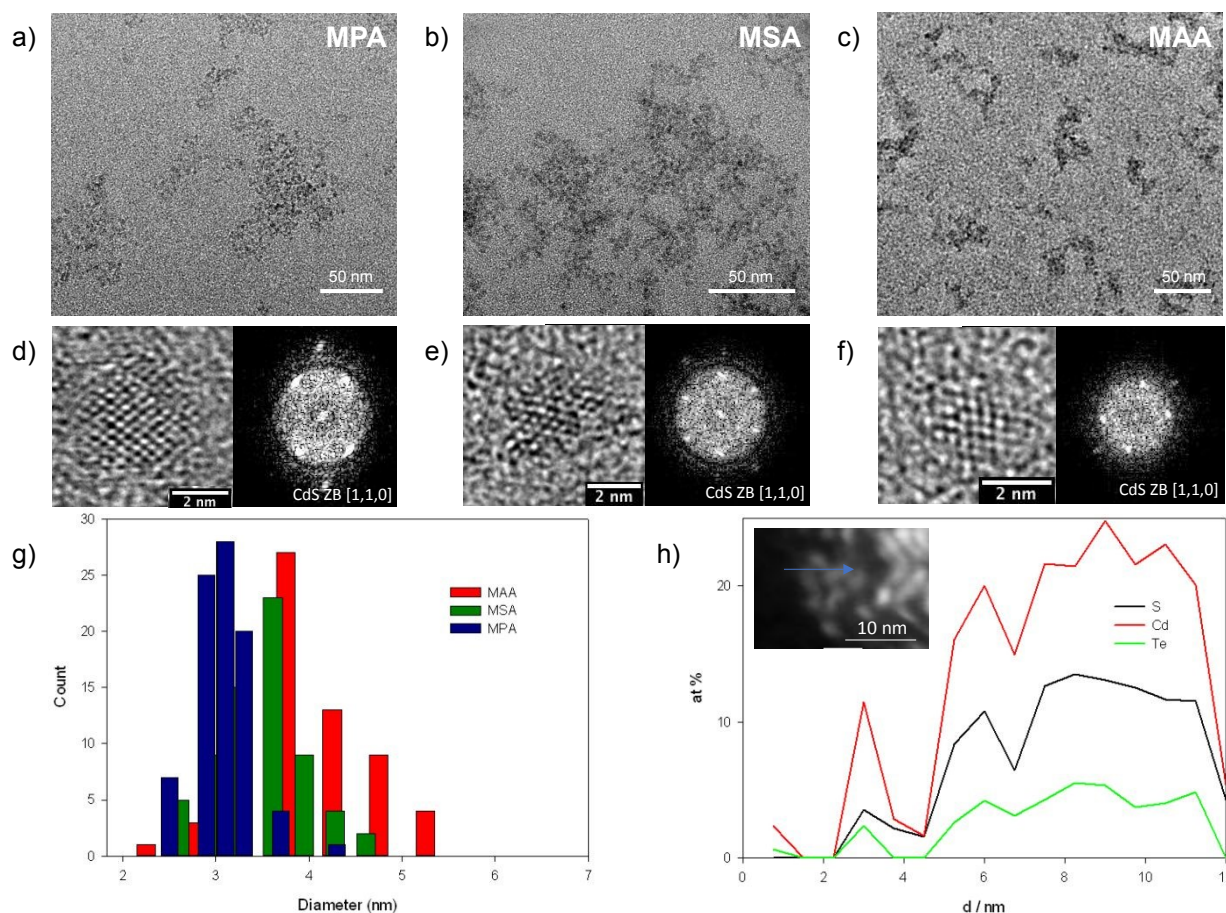 a)
MPA
50 nm
b)
MSA
50 nm
c)
MAA
50 nm
d)
2 nm
CdS ZB [1,1,0]
e)
2 nm
CdS ZB [1,1,0]
f)
2 nm
CdS ZB [1,1,0]
g)
30
25
20
15
10
5
0
Count
MAA
MSA
MPA
2 3 4 5 6 7
Diameter (nm)
h)
10 nm
S
Cd
Te
20
10
0
at %
0 2 4 6 8 10 12
d / nm